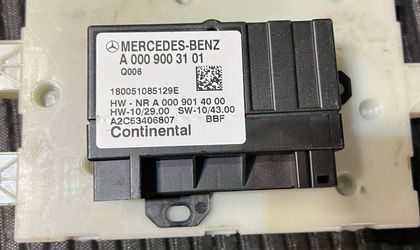 MERCEDES-BENZ
A 000 900 31 01
Q006
180051085129E
HW - NR A 000 901 40 00
HW-10/29.00 SW-10/43.00
A2C53406807 BBF
Continental